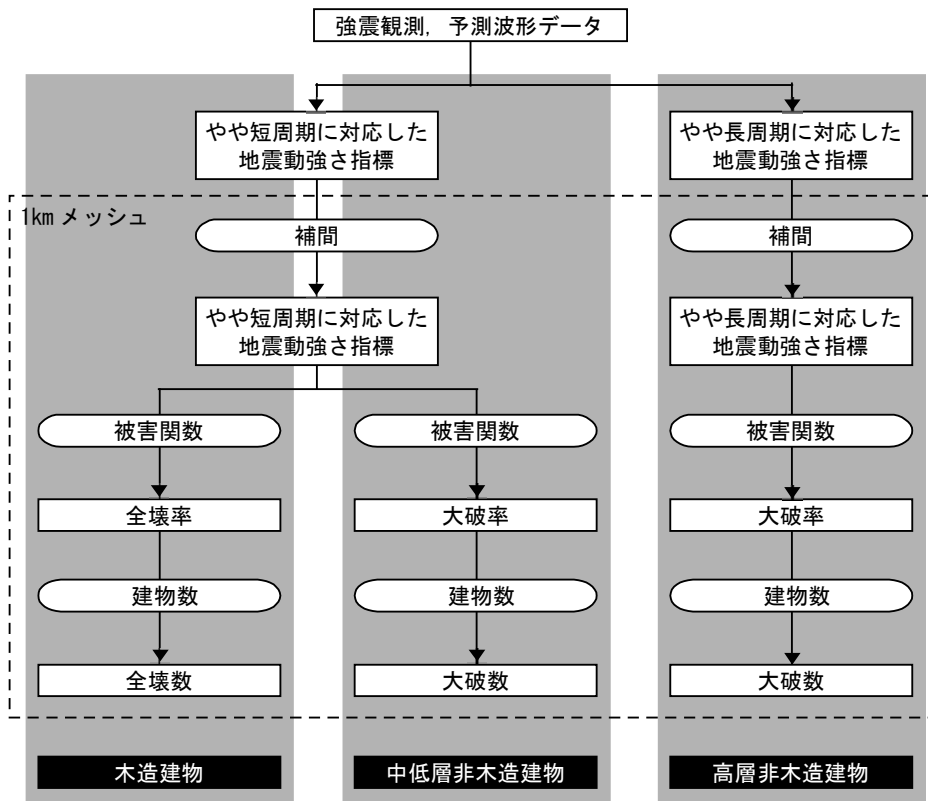 強震観測，予測波形データ
やや短周期に対応した
地震動強さ指標
やや長周期に対応した
地震動強さ指標
1km メッシュ
補間
補間
やや短周期に対応した
地震動強さ指標
やや長周期に対応した
地震動強さ指標
被害関数
被害関数
被害関数
全壊率
大破率
大破率
建物数
建物数
建物数
全壊数
大破数
大破数
木造建物
中低層非木造建物
高層非木造建物